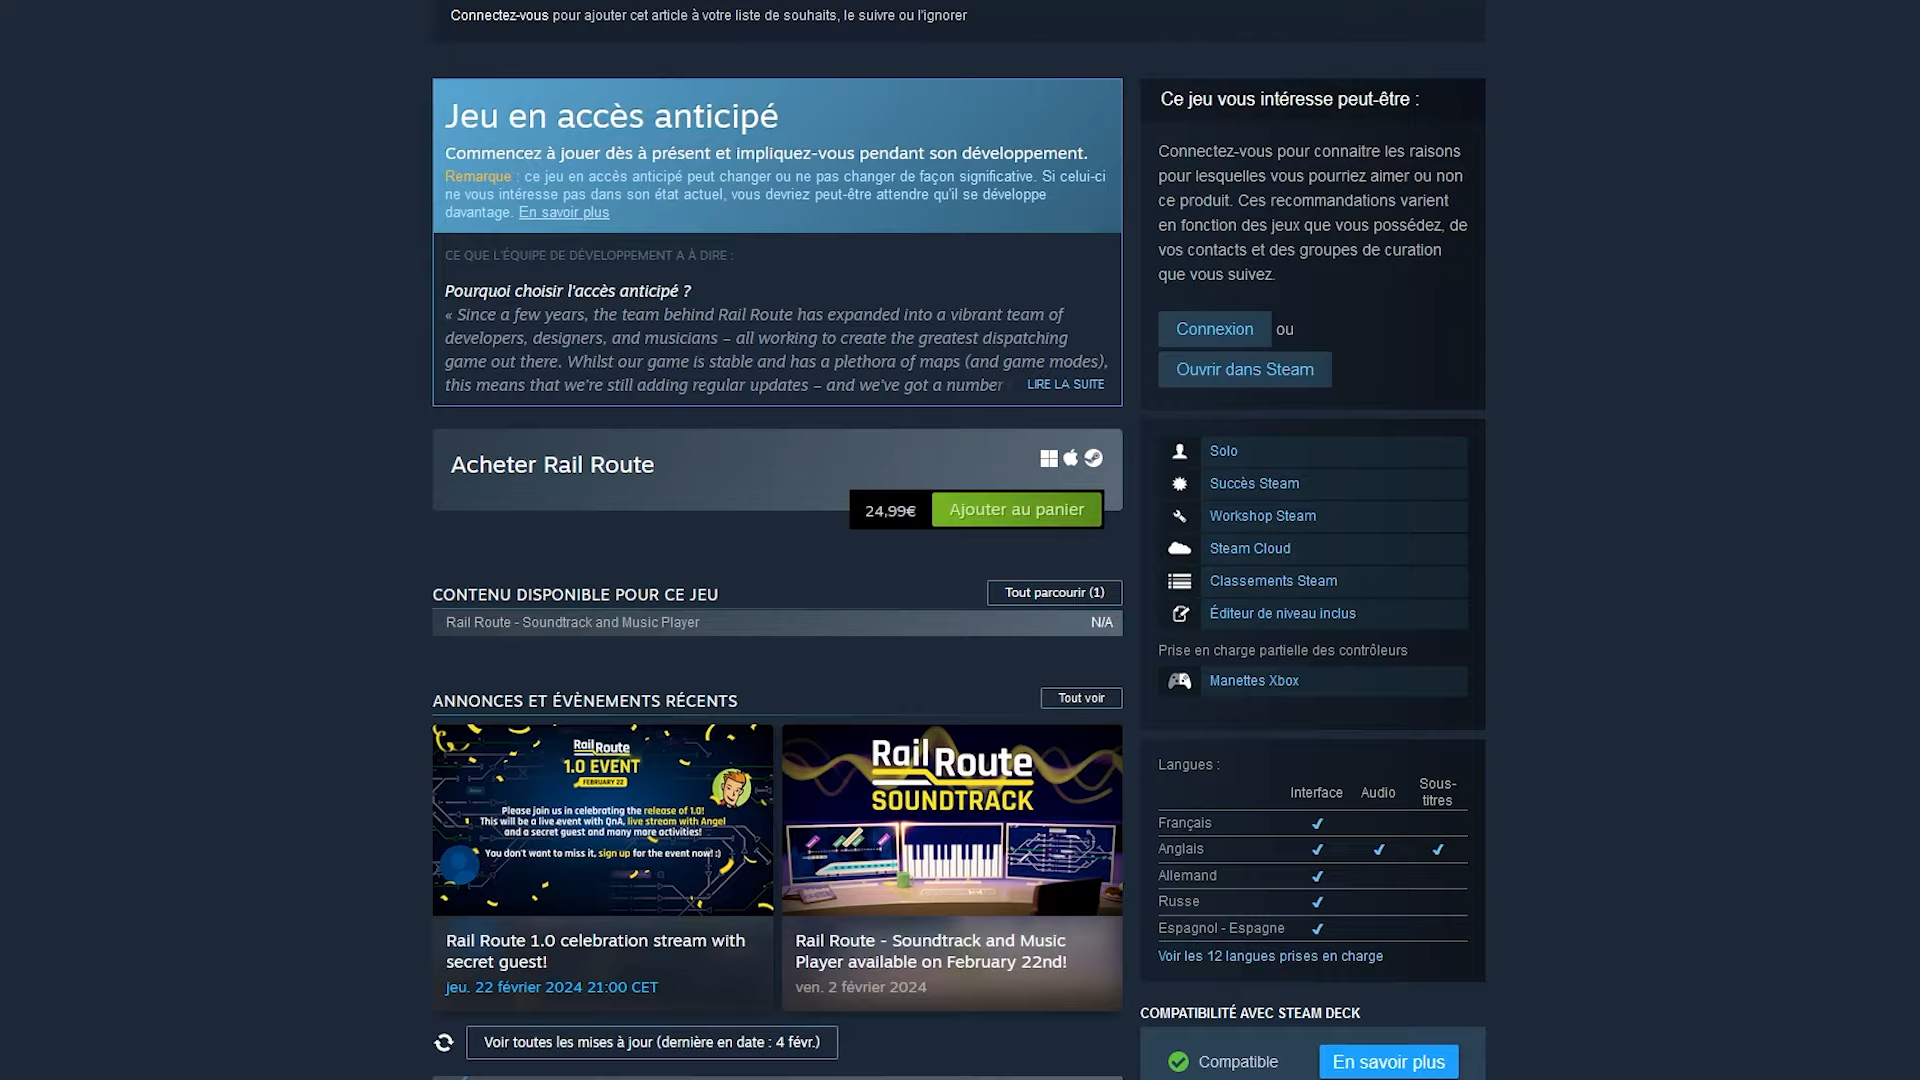 Connectez-vous pour ajouter cet article à votre liste de souhaits, le suivre ou l'ignorer
Jeu en accès anticipé
Commencez à jouer dès à présent et impliquez-vous pendant son développement.
Remarque : ce jeu en accès anticipé peut changer ou ne pas changer de façon significative. Si celui-ci
ne vous intéresse pas dans son état actuel, vous devriez peut-être attendre qu'il se développe
davantage. En savoir plus
CE QUE L'ÉQUIPE DE DÉVELOPPEMENT A À DIRE :
Pourquoi choisir l'accès anticipé ?
« Since a few years, the team behind Rail Route has expanded into a vibrant team of
developers, designers, and musicians – all working to create the greatest dispatching
game out there. Whilst our game is stable and has a plethora of maps (and game modes),
this means that we're still adding regular updates – and we've got a number
LIRE LA SUITE
Acheter Rail Route
24,99€
Ajouter au panier
CONTENU DISPONIBLE POUR CE JEU
Tout parcourir (1)
Rail Route - Soundtrack and Music Player
N/A
ANNONCES ET ÉVÈNEMENTS RÉCENTS
Tout voir
Rail Route
1.0 EVENT
FEBRUARY 22
Please join us in celebrating the release of 1.0!
This will be a live event with QnA, live stream with Angel
and a secret guest and many more activities!
You don't want to miss it, sign up for the event now! :)
Rail Route
SOUNDTRACK
Rail Route 1.0 celebration stream with
secret guest!
jeu. 22 février 2024 21:00 CET
Rail Route - Soundtrack and Music
Player available on February 22nd!
ven. 2 février 2024
Voir toutes les mises à jour (dernière en date : 4 févr.)
Ce jeu vous intéresse peut-être :
Connectez-vous pour connaitre les raisons
pour lesquelles vous pourriez aimer ou non
ce produit. Ces recommandations varient
en fonction des jeux que vous possédez, de
vos contacts et des groupes de curation
que vous suivez.
Connexion ou
Ouvrir dans Steam
Solo
Succès Steam
Workshop Steam
Steam Cloud
Classements Steam
Éditeur de niveau inclus
Prise en charge partielle des contrôleurs
Manettes Xbox
Langues :
Interface Audio Sous-
titres
Français
Anglais
Allemand
Russe
Espagnol - Espagne
Voir les 12 langues prises en charge
COMPATIBILITÉ AVEC STEAM DECK
Compatible
En savoir plus